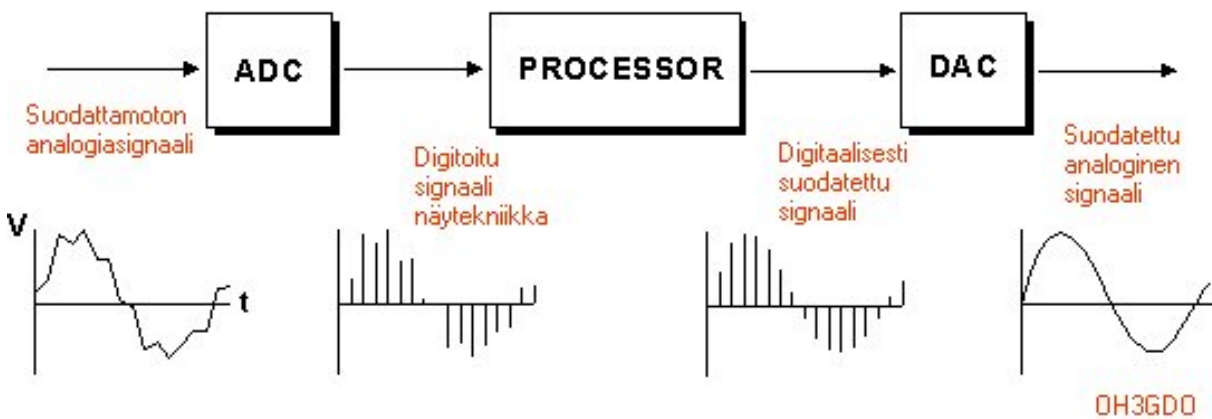 ADC
PROCESSOR
DAC
Suodattamoton
analogiasignaali
Digitoitu
signaali
näytekniikka
Digitaalisesti
suodatettu
signaali
Suodatettu
analoginen
signaali
V
t
OH3GDO